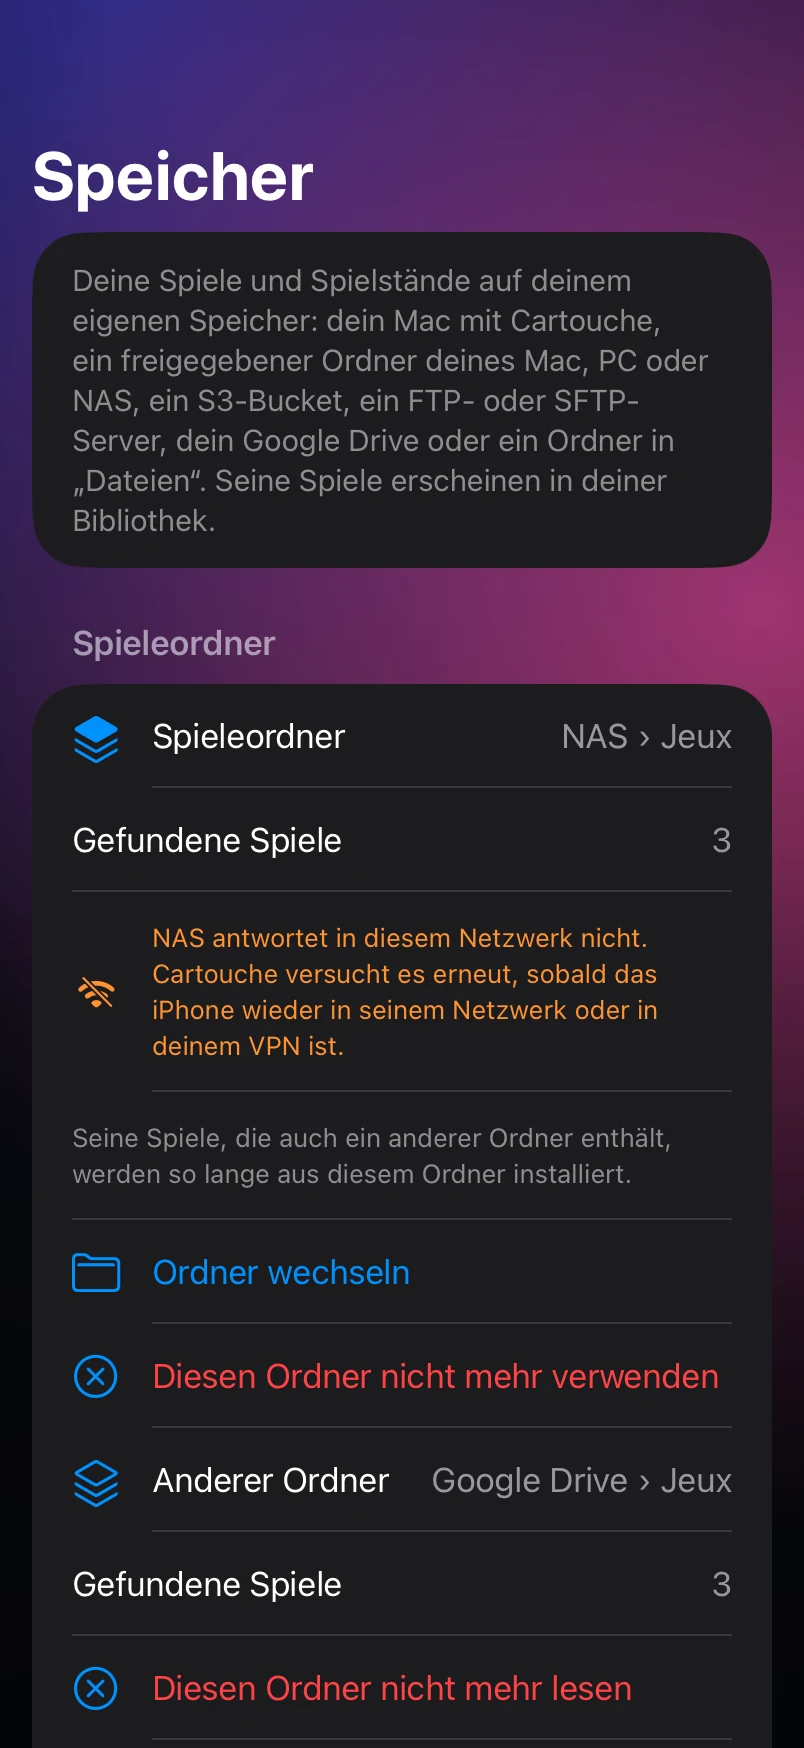 Speicher
Deine Spiele und Spielstände auf deinem
eigenen Speicher: dein Mac mit Cartouche,
ein freigegebener Ordner deines Mac, PC oder
NAS, ein S3-Bucket, ein FTP- oder SFTP-
Server, dein Google Drive oder ein Ordner in
„Dateien“. Seine Spiele erscheinen in deiner
Bibliothek.
Spieleordner
Spieleordner NAS › Jeux
Gefundene Spiele 3
NAS antwortet in diesem Netzwerk nicht.
Cartouche versucht es erneut, sobald das
iPhone wieder in seinem Netzwerk oder in
deinem VPN ist.
Seine Spiele, die auch ein anderer Ordner enthält,
werden so lange aus diesem Ordner installiert.
Ordner wechseln
Diesen Ordner nicht mehr verwenden
Anderer Ordner Google Drive › Jeux
Gefundene Spiele 3
Diesen Ordner nicht mehr lesen